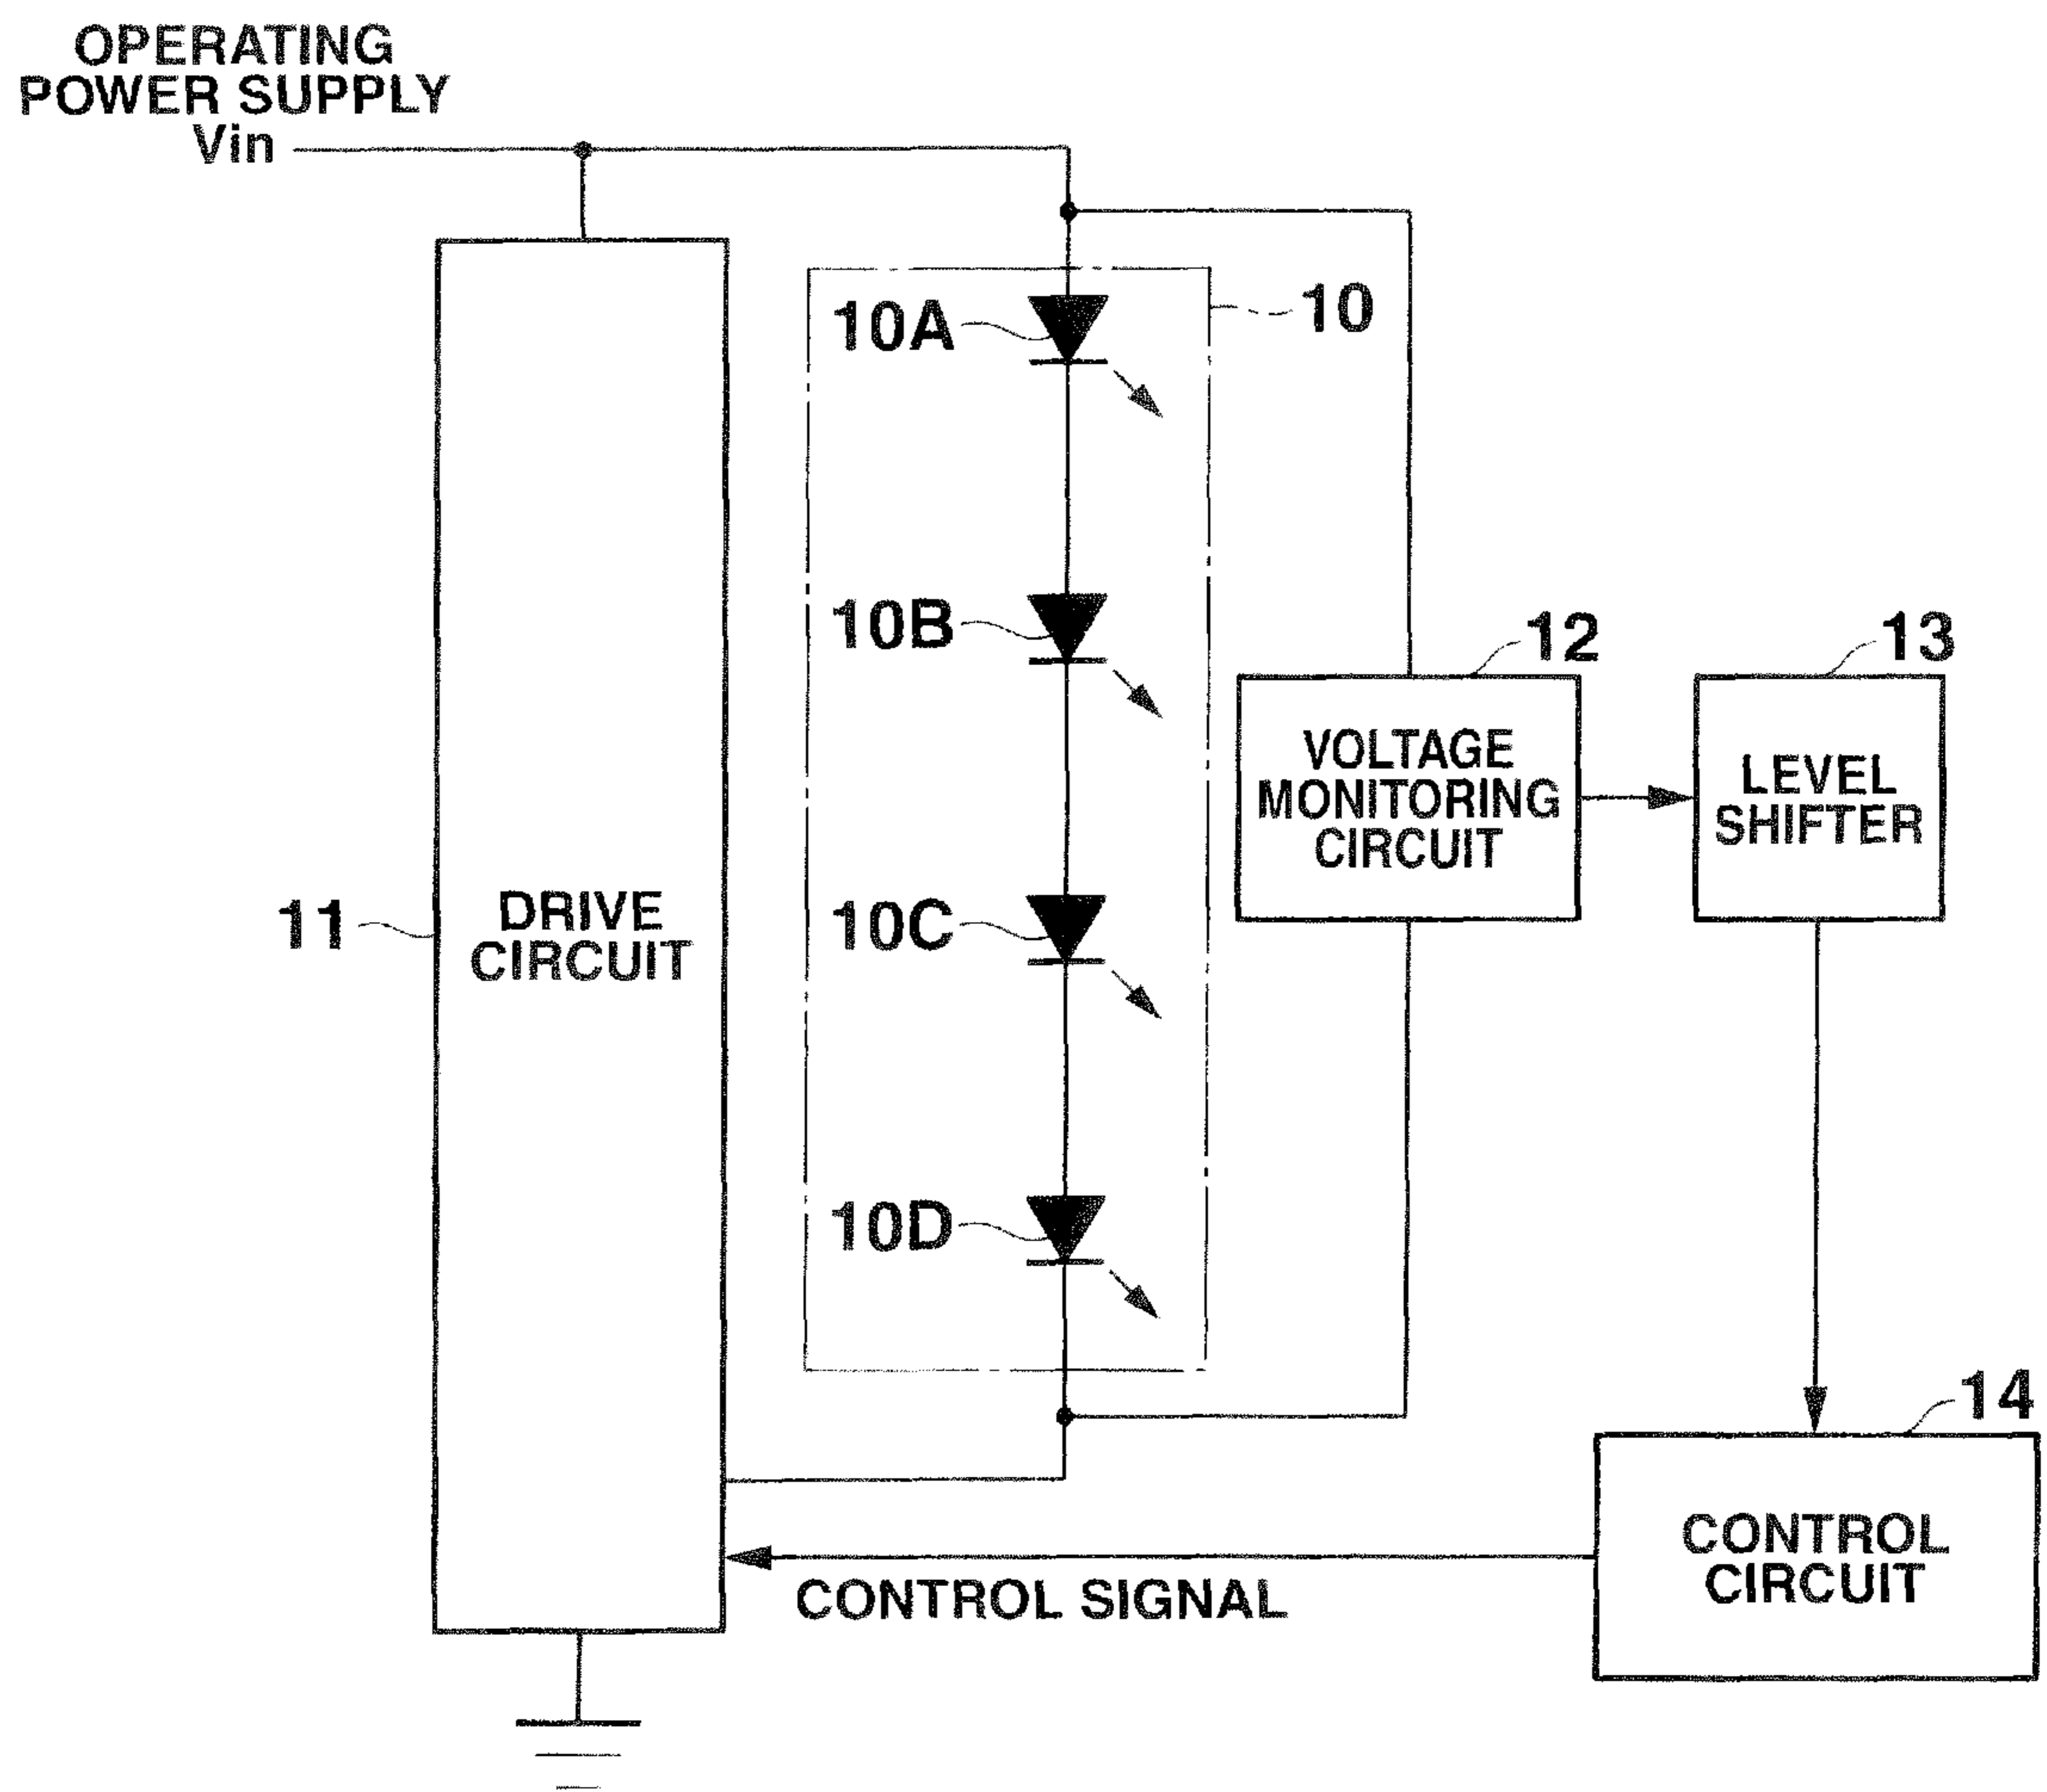 OPERATING
POWER SUPPLY
Vin
10A
10
10B
12
13
VOLTAGE
MONITORING
CIRCUIT
LEVEL
SHIFTER
11
DRIVE
CIRCUIT
10C
10D
14
CONTROL
CIRCUIT
CONTROL SIGNAL